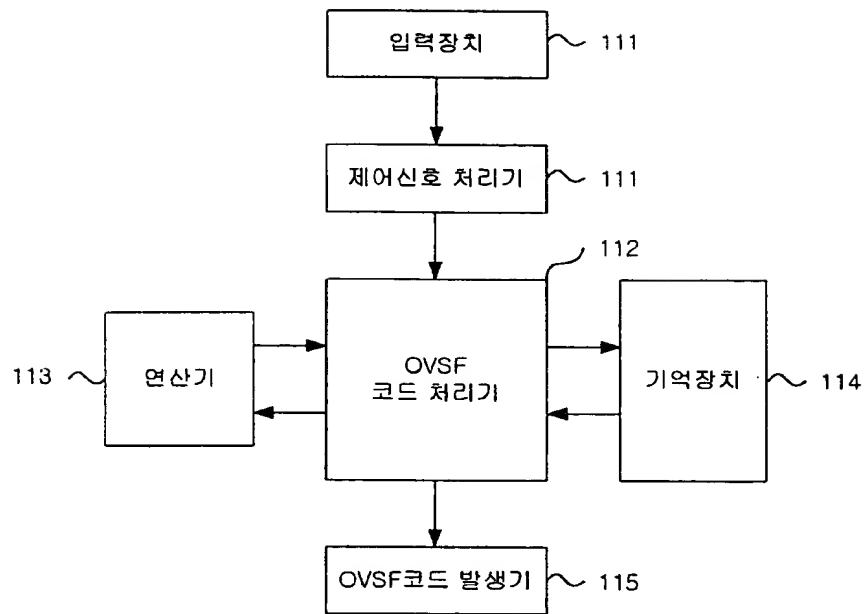 입력장치
111
제어신호 처리기
111
112
113
연산기
OVSF
코드 처리기
기억장치
114
OVSF코드 발생기
115